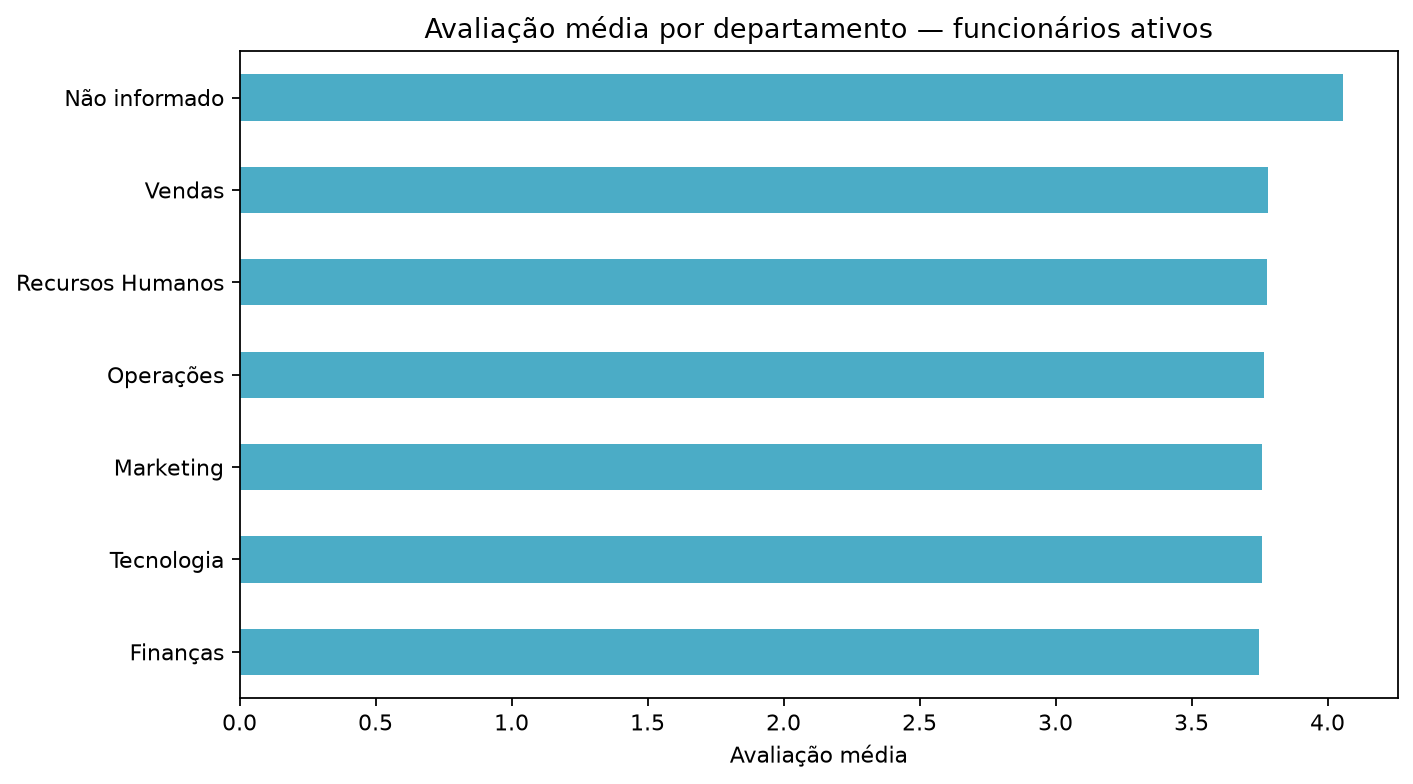 Avaliação média por departamento — funcionários ativos
Não informado
Vendas
Recursos Humanos
Operações
Marketing
Tecnologia
Finanças
0.0 0.5 1.0 1.5 2.0 2.5 3.0 3.5 4.0
Avaliação média